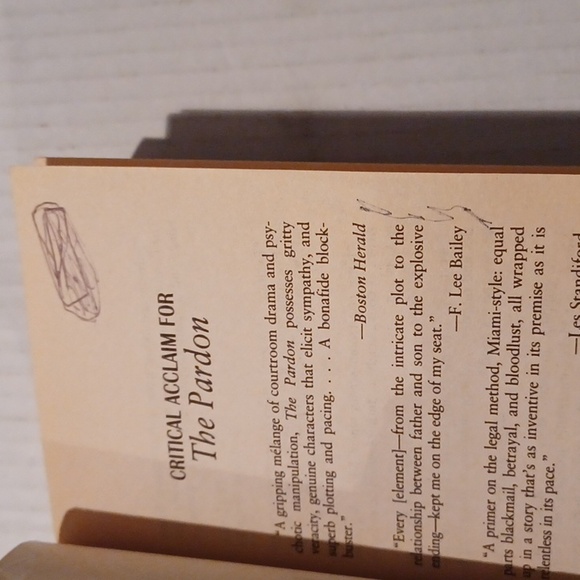 CRITICAL ACCLAIM FOR
The Pardon
"A gripping mélange of courtroom drama and psy-
chotic manipulation, The Pardon possesses gritty
veracity, genuine characters that elicit sympathy, and
superb plotting and pacing. . . . A bonafide block-
buster."
—Boston Herald
"Every [element]—from the intricate plot to the
relationship between father and son to the explosive
ending—kept me on the edge of my seat."
—F. Lee Bailey
"A primer on the legal method, Miami-style: equal
parts blackmail, betrayal, and bloodlust, all wrapped
up in a story that's as inventive in its premise as it is
relentless in its pace."
—Les Standiford